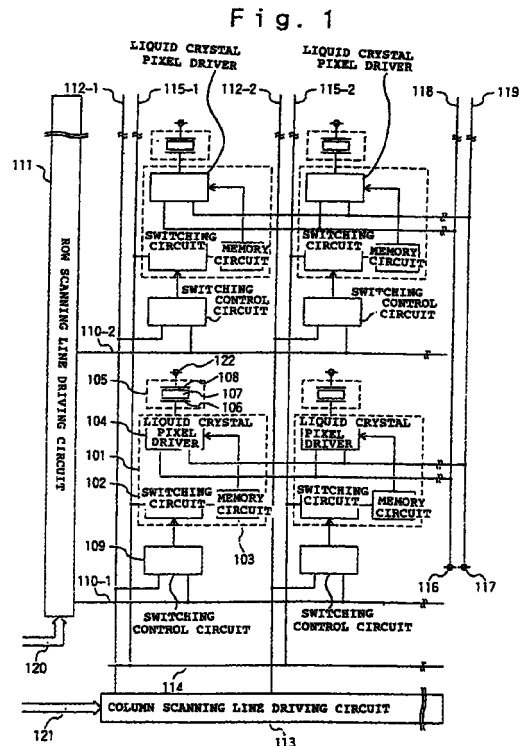 Fig. 1
LIQUID CRYSTAL
PIXEL DRIVER
LIQUID CRYSTAL
PIXEL DRIVER
112-1
115-1
112-2
115-2
118
119
111
ROW SCANNING LINE DRIVING CIRCUIT
SWITCHING
CIRCUIT
MEMORY
CIRCUIT
SWITCHING
CIRCUIT
MEMORY
CIRCUIT
SWITCHING
CONTROL
CIRCUIT
SWITCHING
CONTROL
CIRCUIT
110-2
122
105
108
107
106
104
LIQUID CRYSTAL
PIXEL
DRIVER
LIQUID CRYSTAL
PIXEL
DRIVER
101
102
SWITCHING
CIRCUIT
MEMORY
CIRCUIT
SWITCHING
CIRCUIT
MEMORY
CIRCUIT
103
109
116
117
110-1
SWITCHING
CONTROL CIRCUIT
SWITCHING
CONTROL CIRCUIT
120
114
121
COLUMN SCANNING LINE DRIVING CIRCUIT
113